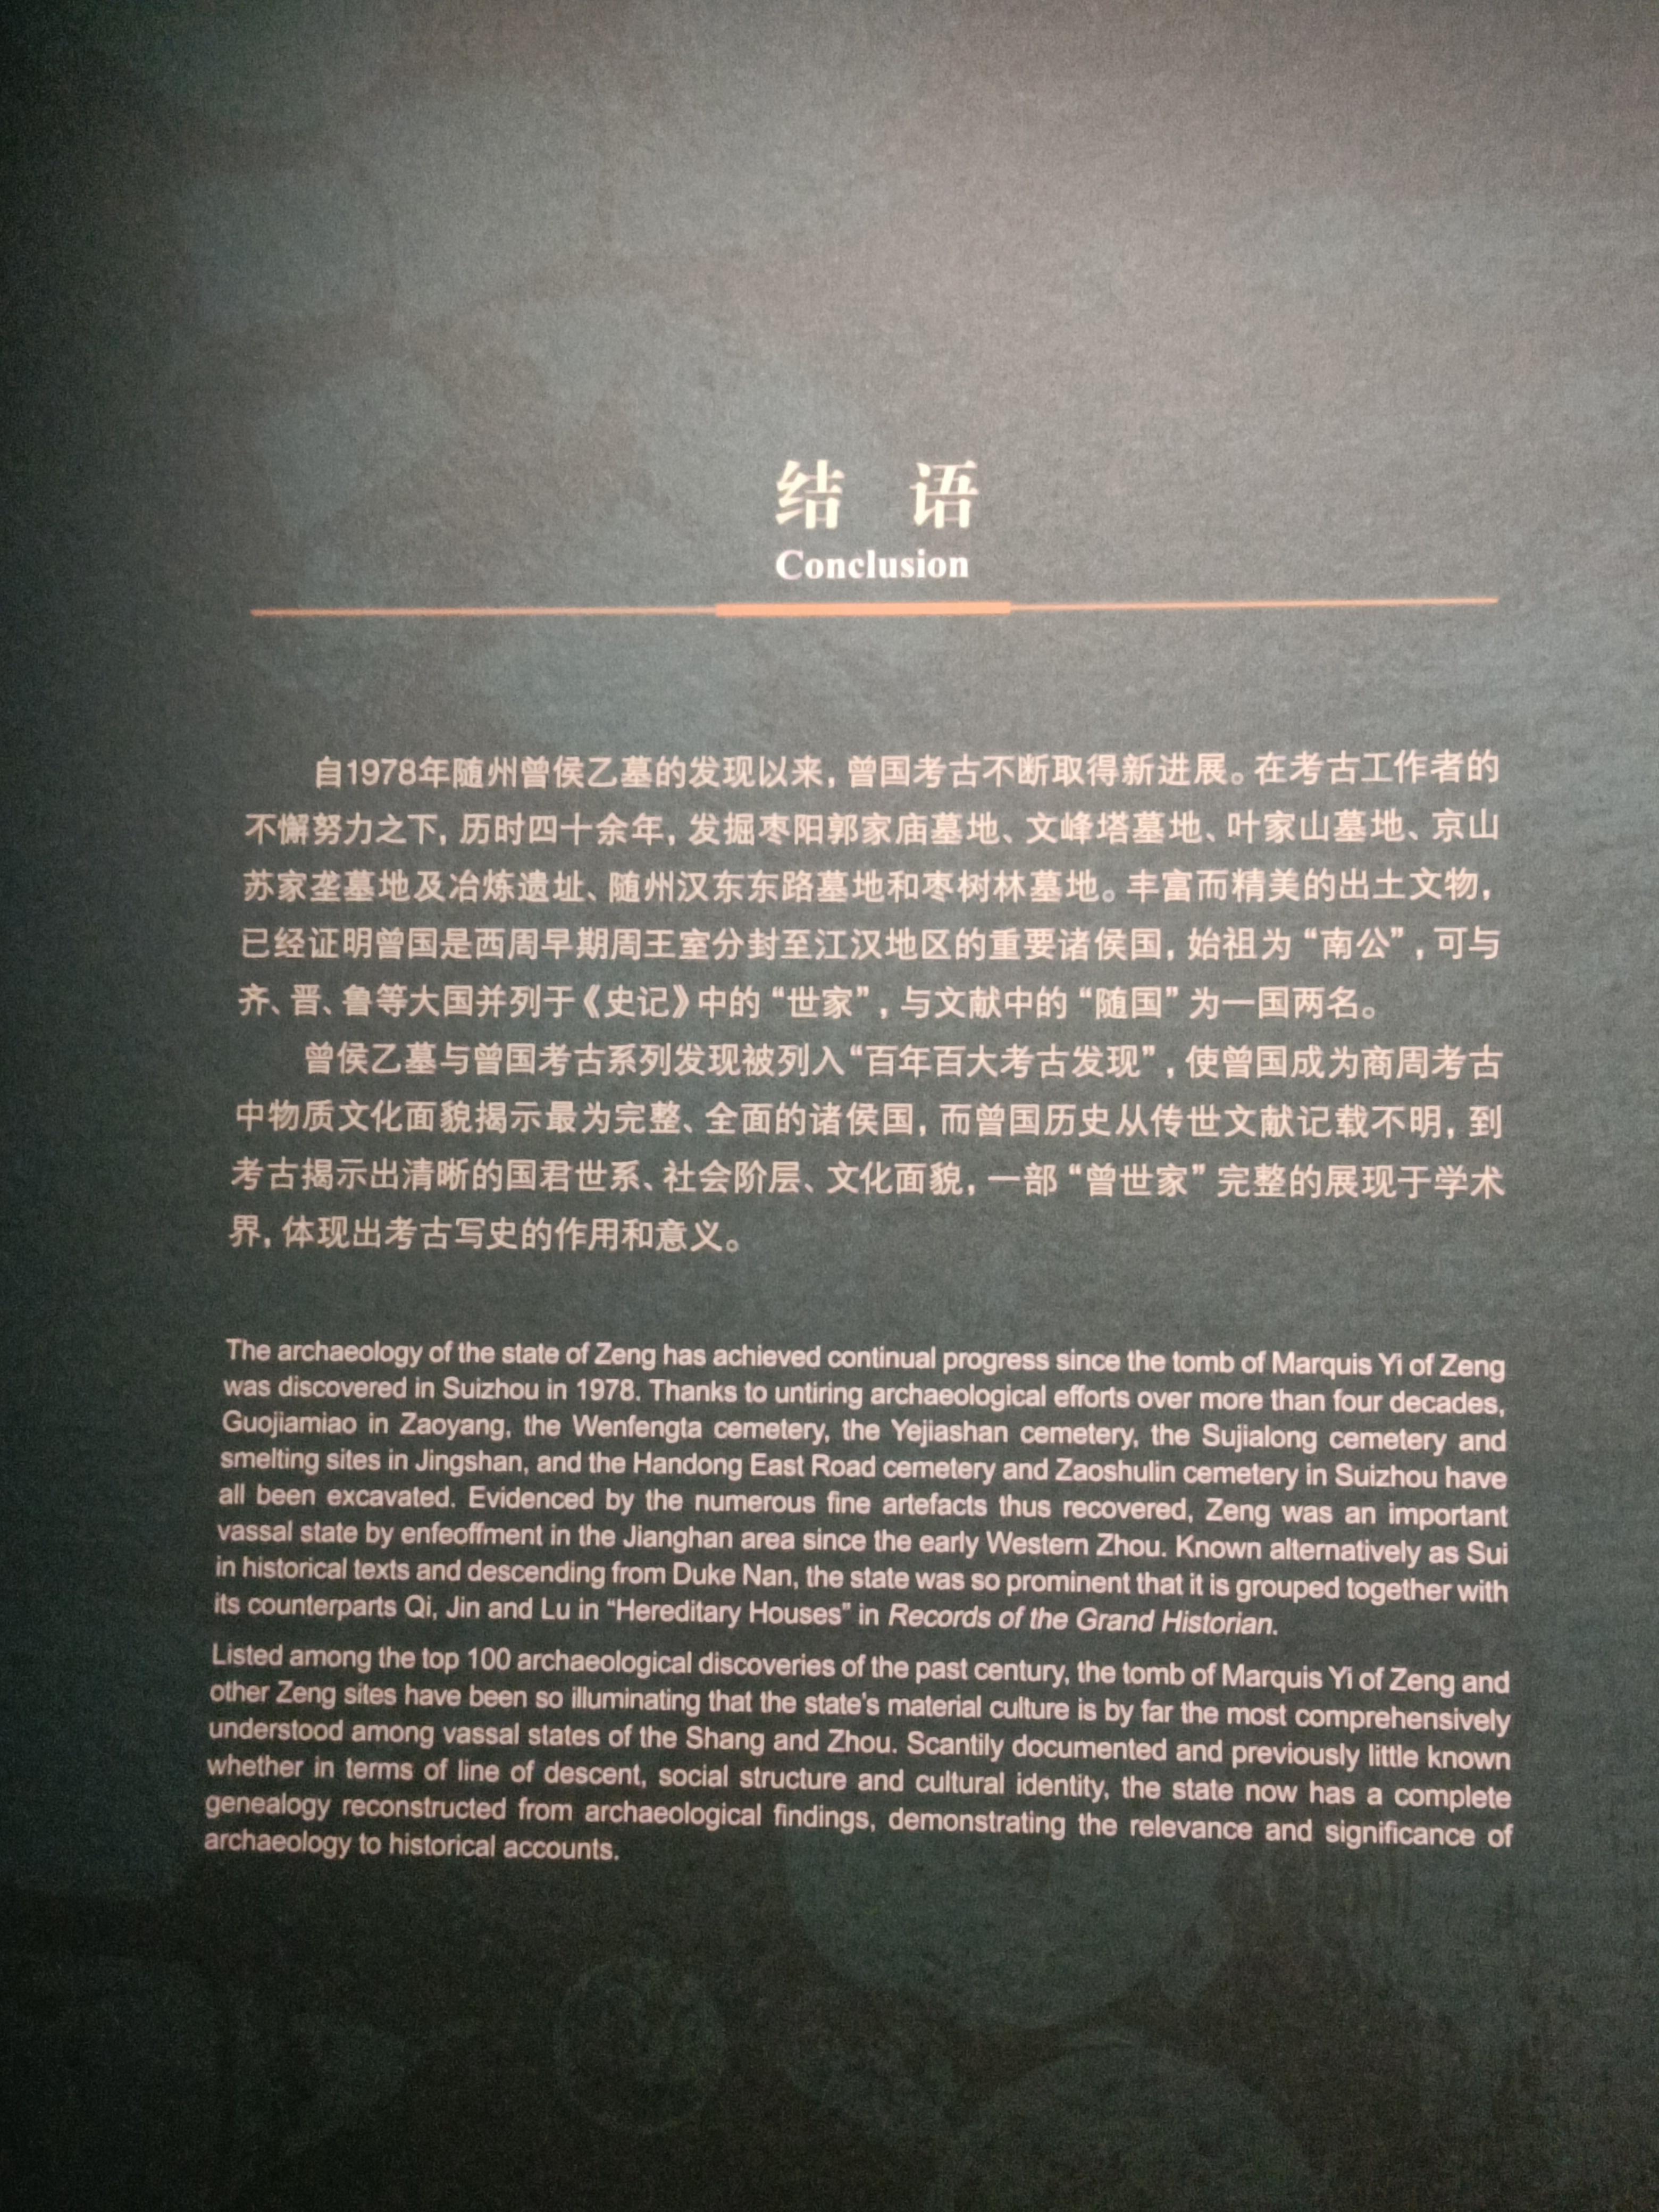 结 语
Conclusion
自1978年随州曾侯乙墓的发现以来，曾国考古不断取得新进展。在考古工作者的
不懈努力之下，历时四十余年，发掘枣阳郭家庙墓地、文峰塔墓地、叶家山墓地、京山
苏家垄墓地及冶炼遗址、随州汉东东路墓地和枣树林墓地。丰富而精美的出土文物，
已经证明曾国是西周早期周王室分封至江汉地区的重要诸侯国，始祖为“南公”，可与
齐、晋、鲁等大国并列于《史记》中的“世家”，与文献中的“随国”为一国两名。
曾侯乙墓与曾国考古系列发现被列入“百年百大考古发现”，使曾国成为商周考古
中物质文化面貌揭示最为完整、全面的诸侯国，而曾国历史从传世文献记载不明，到
考古揭示出清晰的国君世系、社会阶层、文化面貌，一部“曾世家”完整的展现于学术
界，体现出考古写史的作用和意义。
The archaeology of the state of Zeng has achieved continual progress since the tomb of Marquis Yi of Zeng
was discovered in Suizhou in 1978. Thanks to untiring archaeological efforts over more than four decades,
Guojiamiao in Zaoyang, the Wenfengta cemetery, the Yejiashan cemetery, the Sujialong cemetery and
smelting sites in Jingshan, and the Handong East Road cemetery and Zaoshulin cemetery in Suizhou have
all been excavated. Evidenced by the numerous fine artefacts thus recovered, Zeng was an important
vassal state by enfeoffment in the Jianghan area since the early Western Zhou. Known alternatively as Sui
in historical texts and descending from Duke Nan, the state was so prominent that it is grouped together with
its counterparts Qi, Jin and Lu in “Hereditary Houses” in Records of the Grand Historian.
Listed among the top 100 archaeological discoveries of the past century, the tomb of Marquis Yi of Zeng and
other Zeng sites have been so illuminating that the state's material culture is by far the most comprehensively
understood among vassal states of the Shang and Zhou. Scantily documented and previously little known
whether in terms of line of descent, social structure and cultural identity, the state now has a complete
genealogy reconstructed from archaeological findings, demonstrating the relevance and significance of
archaeology to historical accounts.